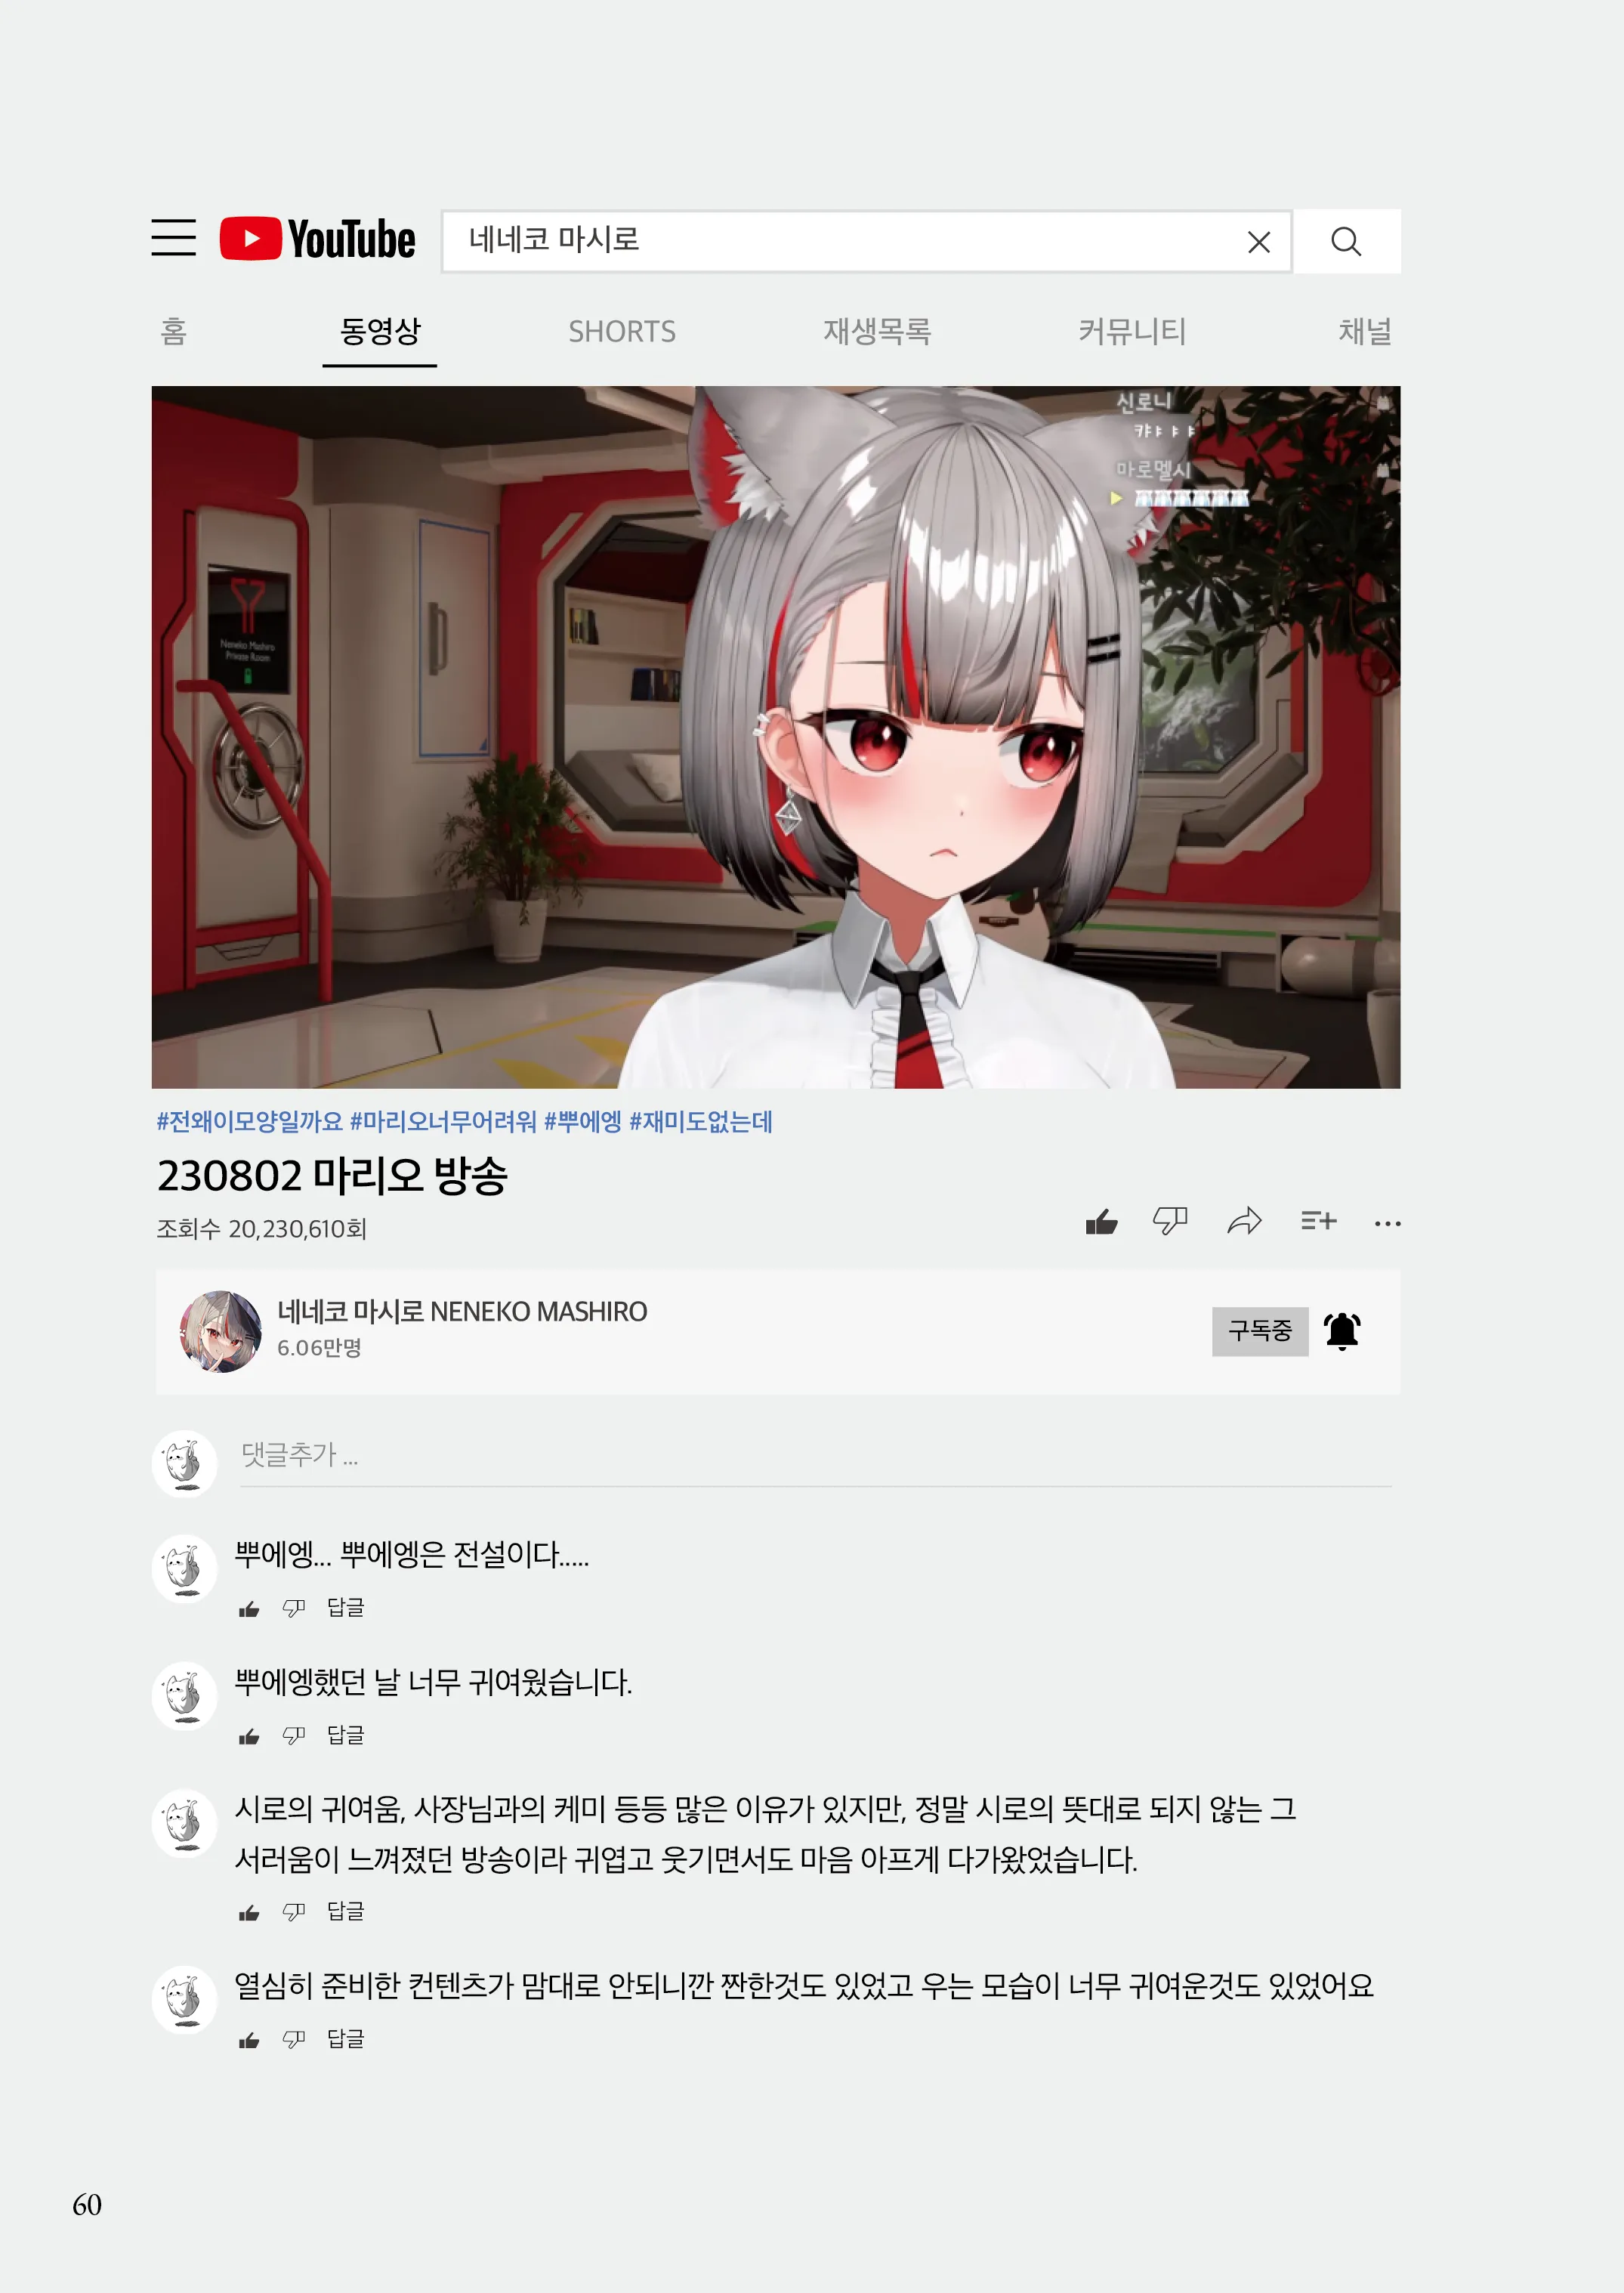 YouTube
네네코 마시로
홈 동영상 SHORTS 재생목록 커뮤니티 채널
신로니
캬ㅑㅑㅑ
마로멜시
Neneko Mashiro
Private Room
#전왜이모양일까요 #마리오너무어려워 #뿌에엥 #재미도없는데
230802 마리오 방송
조회수 20,230,610회
네네코 마시로 NENEKO MASHIRO
6.06만명
구독중
댓글추가 ...
뿌에엥... 뿌에엥은 전설이다.....
답글
뿌에엥했던 날 너무 귀여웠습니다.
답글
시로의 귀여움, 사장님과의 케미 등등 많은 이유가 있지만, 정말 시로의 뜻대로 되지 않는 그
서러움이 느껴졌던 방송이라 귀엽고 웃기면서도 마음 아프게 다가왔었습니다.
답글
열심히 준비한 컨텐츠가 맘대로 안되니깐 짠한것도 있었고 우는 모습이 너무 귀여운것도 있었어요
답글
60